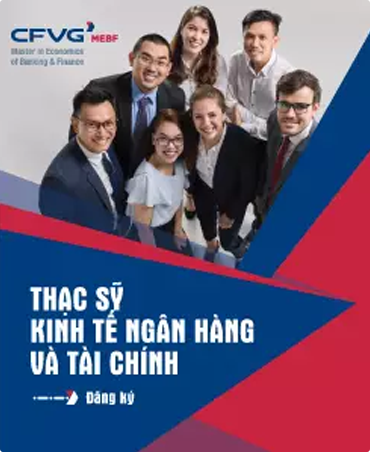 CFVG MEBF
Master in Economics
of Banking & Finance
THẠC SỸ
KINH TẾ NGÂN HÀNG
VÀ TÀI CHÍNH
Đăng ký